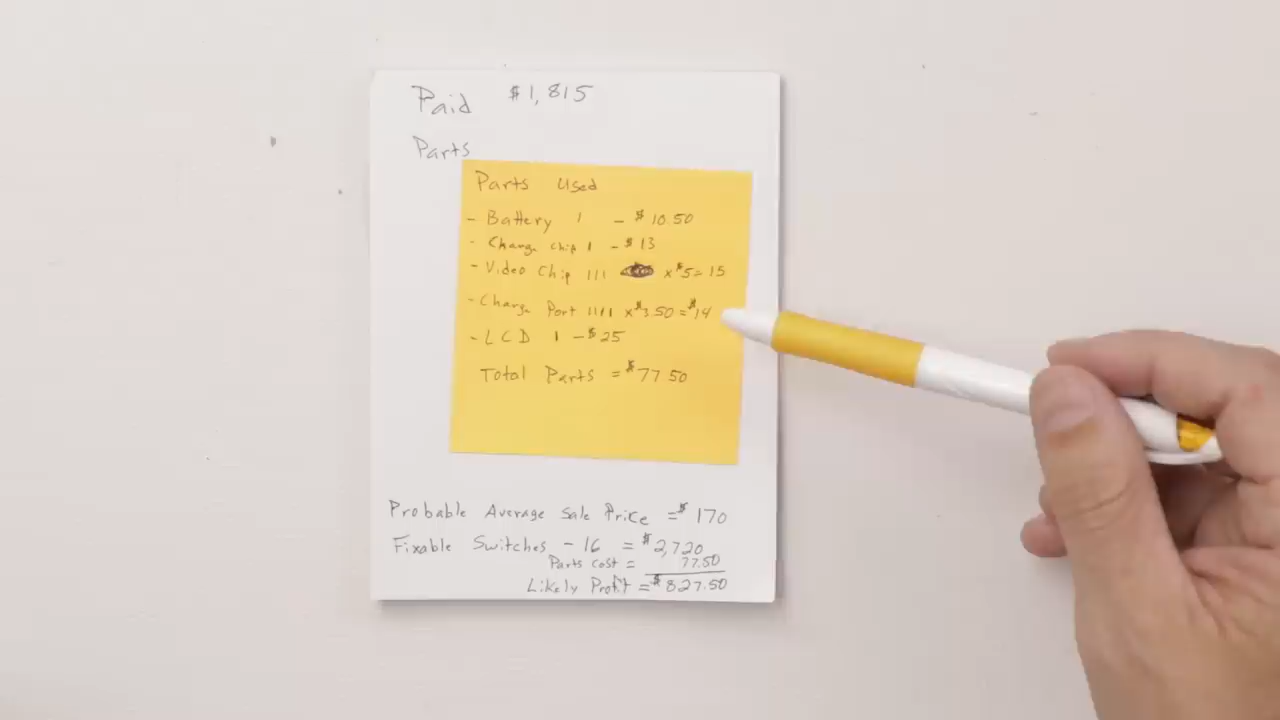 Paid $1,815
Parts
Parts Used
- Battery 1 - $10.50
- Charge Chip 1 - $13
- Video Chip 111 x $5 = 15
- Charge Port 1111 x $3.50 = $14
- LCD 1 - $25
Total Parts = $77.50
Probable Average Sale Price = $170
Fixable Switches - 16 = $2,720
Parts Cost = 77.50
Likely Profit = $827.50